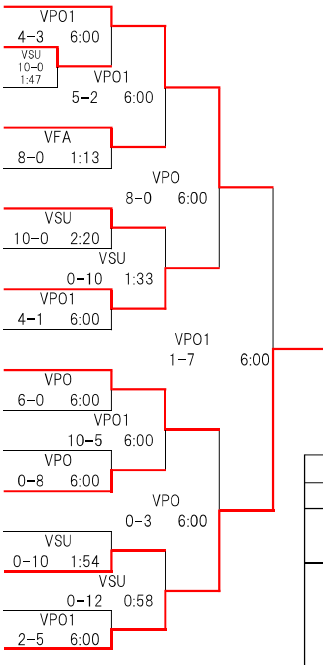 VPO1
4-3 6:00
VSU
10-0
1:47
VPO1
5-2 6:00
VFA
8-0 1:13
VPO
8-0 6:00
VSU
10-0 2:20
VSU
0-10 1:33
VPO1
4-1 6:00
VPO1
1-7 6:00
VPO
6-0 6:00
VPO1
10-5 6:00
VPO
0-8 6:00
VPO
0-3 6:00
VSU
0-10 1:54
VSU
0-12 0:58
VPO1
2-5 6:00